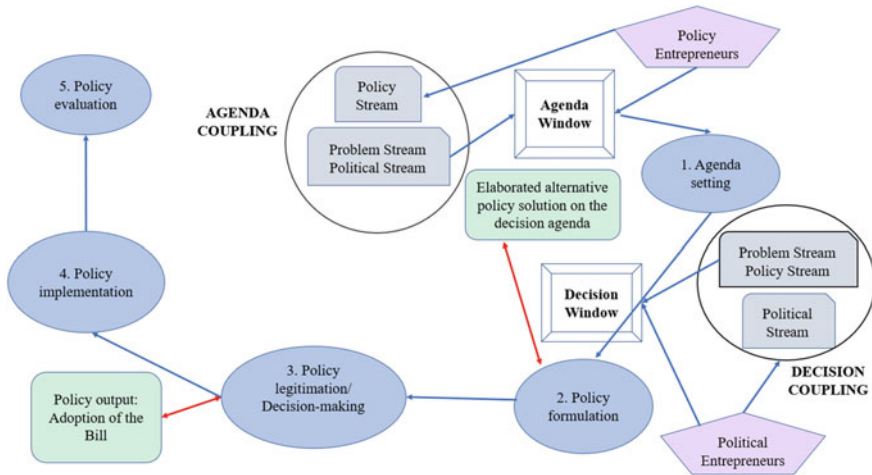 Policy
Entrepreneurs
5. Policy
evaluation
AGENDA
COUPLING
Policy
Stream
Agenda
Window
Problem Stream
Political Stream
1. Agenda
setting
Elaborated alternative
policy solution on the
decision agenda
Problem Stream
Policy Stream
4. Policy
implementation
Decision
Window
Political
Stream
DECISION
COUPLING
3. Policy
legitimation/
Decision-making
2. Policy
formulation
Policy output:
Adoption of the
Bill
Political
Entrepreneurs